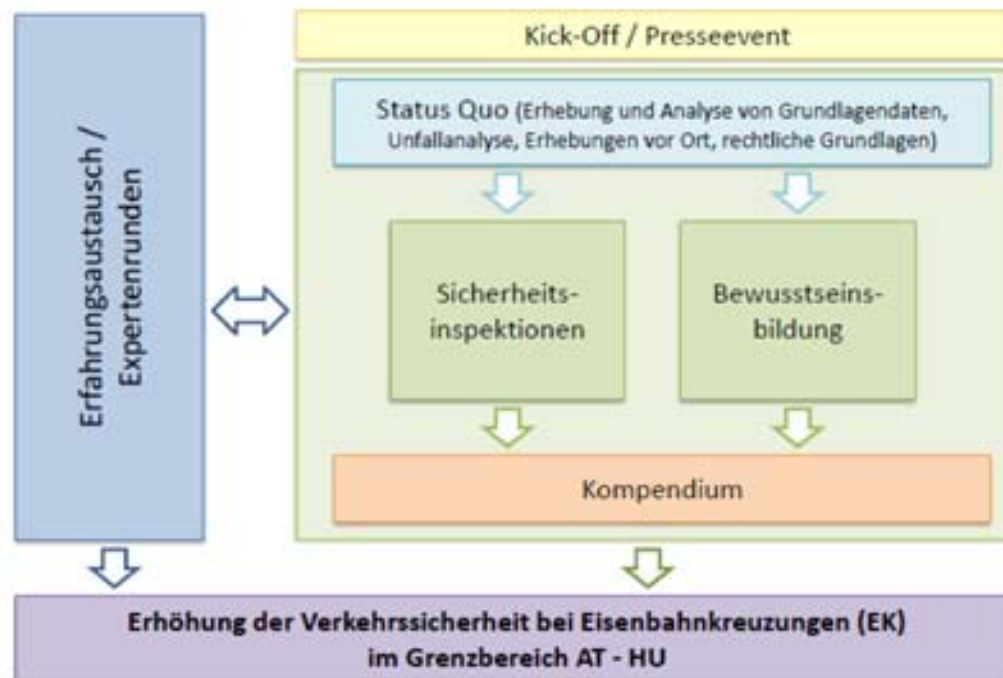 Erfahrungsaustausch /
Expertenrunden
Kick-Off / Presseevent
Status Quo (Erhebung und Analyse von Grundlagendaten,
Unfallanalyse, Erhebungen vor Ort, rechtliche Grundlagen)
Sicherheits-
inspektionen
Bewusstseins-
bildung
Kompendium
Erhöhung der Verkehrssicherheit bei Eisenbahnkreuzungen (EK)
im Grenzbereich AT - HU